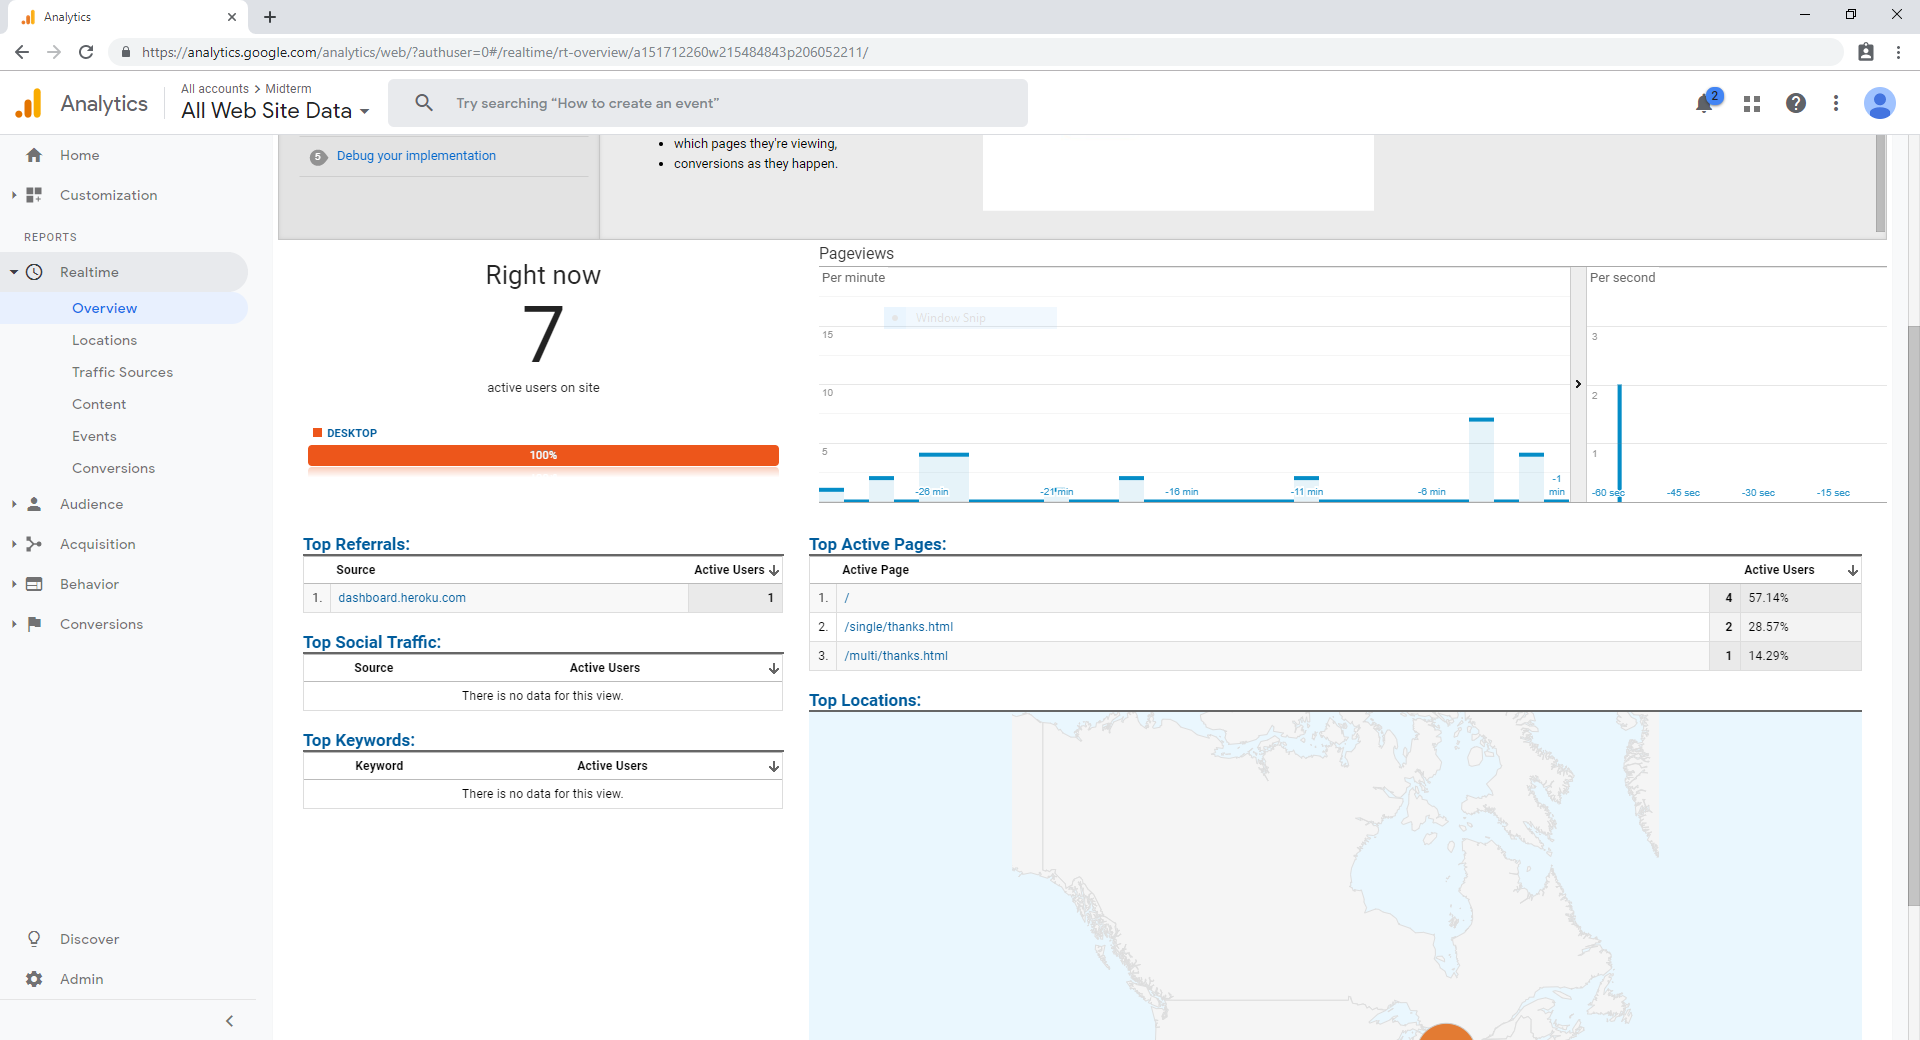 Analytics
https://analytics.google.com/analytics/web/?authuser=0#/realtime/rt-overview/a151712260w215484843p206052211/
Analytics
All accounts > Midterm
All Web Site Data
Try searching “How to create an event”
2
Home
Customization
REPORTS
Realtime
Overview
Locations
Traffic Sources
Content
Events
Conversions
Audience
Acquisition
Behavior
Conversions
Discover
Admin
5 Debug your implementation
• which pages they're viewing,
• conversions as they happen.
Right now
7
active users on site
DESKTOP
100%
Pageviews
Per minute
Per second
Window Snip
15
10
5
-26 min
-21 min
-16 min
-11 min
-6 min
-1
min
3
2
1
-60 sec
-45 sec
-30 sec
-15 sec
Top Referrals:
Source Active Users
1. dashboard.heroku.com 1
Top Social Traffic:
Source Active Users
There is no data for this view.
Top Keywords:
Keyword Active Users
There is no data for this view.
Top Active Pages:
Active Page Active Users
1. / 4 57.14%
2. /single/thanks.html 2 28.57%
3. /multi/thanks.html 1 14.29%
Top Locations: